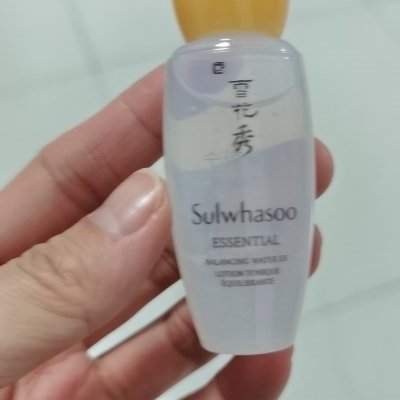 雪
花
秀
Sulwhasoo
ESSENTIAL
BALANCING WATER EX
LOTION TONIQUE
ÉQUILIBRANTE